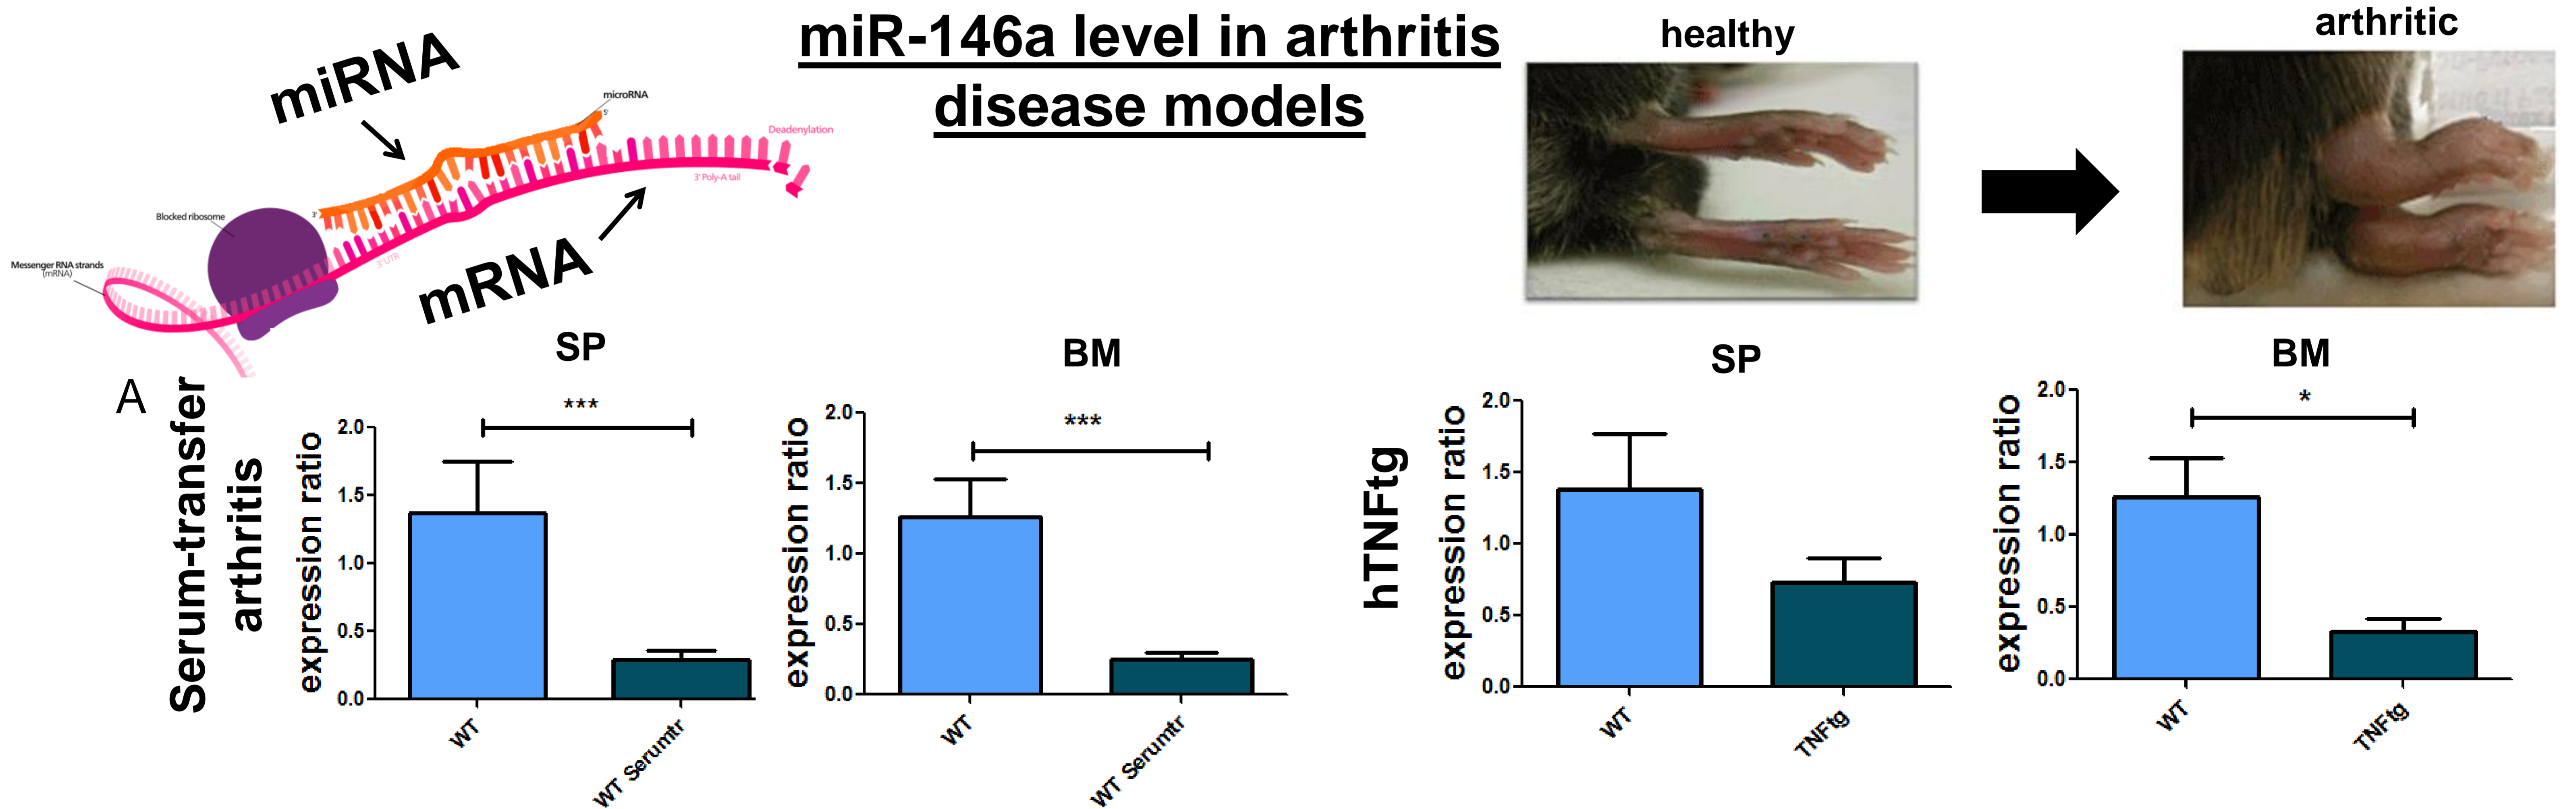 miR-146a level in arthritis
disease models
miRNA
microRNA
5'
Deadenylation
3' Poly-A tail
3'
Blocked ribosome
Messenger RNA strands
(mRNA)
3' UTR
mRNA
healthy
arthritic
A
Serum-transfer
arthritis
SP
***
expression ratio
2.0
1.5
1.0
0.5
0.0
WT
WT Serumtr
BM
***
expression ratio
2.0
1.5
1.0
0.5
0.0
WT
WT Serumtr
hTNFtg
SP
expression ratio
2.0
1.5
1.0
0.5
0.0
WT
TNFtg
BM
*
expression ratio
2.0
1.5
1.0
0.5
0.0
WT
TNFtg